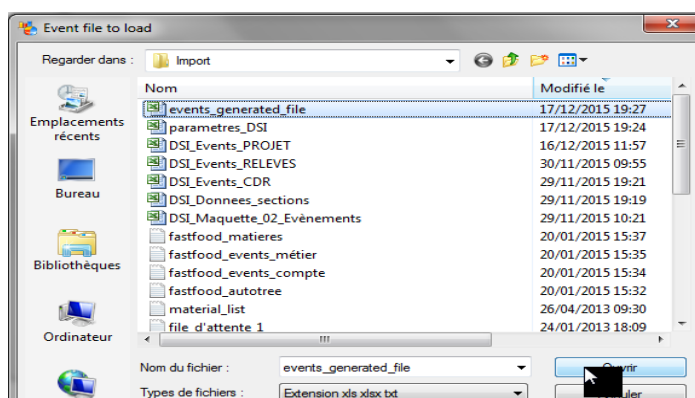 Event file to load
Regarder dans :
Import
Nom
Modifié le
events_generated_file 17/12/2015 19:27
parametres_DSI 17/12/2015 19:24
DSI_Events_PROJET 16/12/2015 11:57
DSI_Events_RELEVES 30/11/2015 09:55
DSI_Events_CDR 29/11/2015 19:21
DSI_Donnees_sections 29/11/2015 19:19
DSI_Maquette_02_Evènements 29/11/2015 10:21
fastfood_matieres 20/01/2015 15:37
fastfood_events_métier 20/01/2015 15:35
fastfood_events_compte 20/01/2015 15:34
fastfood_autotree 20/01/2015 15:32
material_list 26/04/2013 09:30
file d'attente 1 24/01/2013 18:09
Emplacements
récents
Bureau
Bibliothèques
Ordinateur
Nom du fichier :
events_generated_file
Types de fichiers :
Extension xls xlsx txt